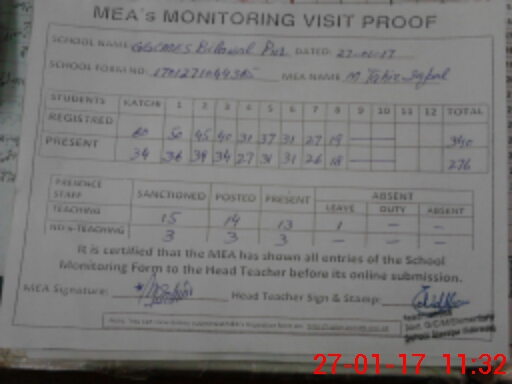 MEA's MONITORING VISIT PROOF
SCHOOL NAME GGCMES Bilawal Pur DATED: 27-01-17
SCHOOL FORM NO: MEA NAME M Tahir Iqbal
STUDENTS KATCHI 1 2 3 4 5 6 7 8 9 10 11 12 TOTAL
REGISTRED 60 50 45 40 31 37 31 27 19 340
PRESENT 34 36 39 34 27 31 31 26 18 276
PRESENCE STAFF SANCTIONED POSTED PRESENT ABSENT
LEAVE DUTY ABSENT
TEACHING 15 14 13 1 – –
NON-TEACHING 3 3 3 – – –
It is certified that the MEA has shown all entries of the School
Monitoring Form to the Head Teacher before its online submission.
MEA Signature: Head Teacher Sign & Stamp:
27-01-17 11:32